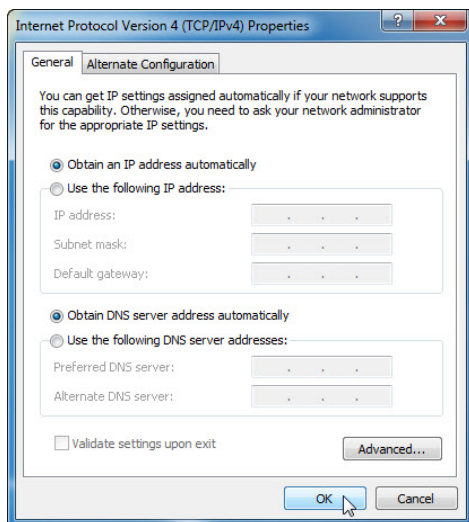 Internet Protocol Version 4 (TCP/IPv4) Properties
?
General
Alternate Configuration
You can get IP settings assigned automatically if your network supports
this capability. Otherwise, you need to ask your network administrator
for the appropriate IP settings.
Obtain an IP address automatically
Use the following IP address:
IP address:
Subnet mask:
Default gateway:
Obtain DNS server address automatically
Use the following DNS server addresses:
Preferred DNS server:
Alternate DNS server:
Validate settings upon exit
Advanced...
OK
Cancel